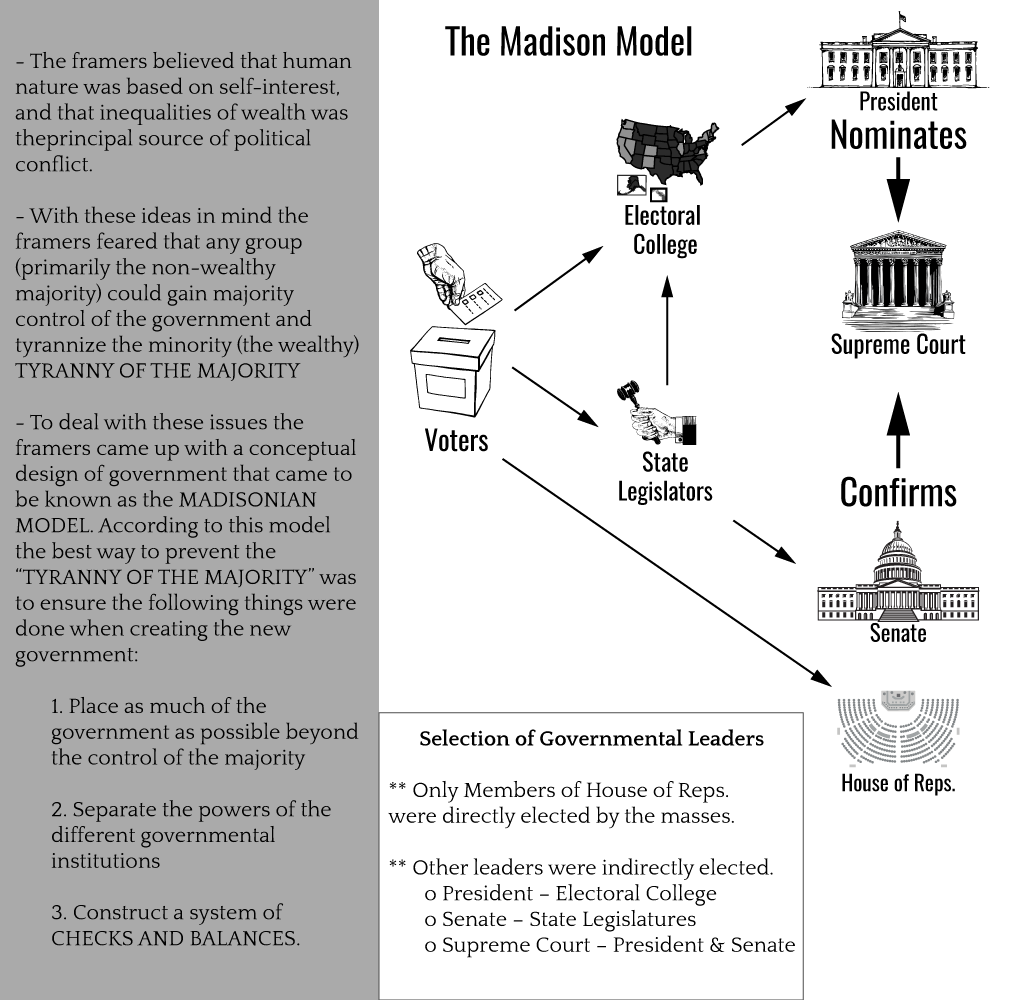 - The framers believed that human
nature was based on self-interest,
and that inequalities of wealth was
theprincipal source of political
conflict.
- With these ideas in mind the
framers feared that any group
(primarily the non-wealthy
majority) could gain majority
control of the government and
tyrannize the minority (the wealthy)
TYRANNY OF THE MAJORITY
- To deal with these issues the
framers came up with a conceptual
design of government that came to
be known as the MADISONIAN
MODEL. According to this model
the best way to prevent the
“TYRANNY OF THE MAJORITY” was
to ensure the following things were
done when creating the new
government:
1. Place as much of the
government as possible beyond
the control of the majority
2. Separate the powers of the
different governmental
institutions
3. Construct a system of
CHECKS AND BALANCES.
The Madison Model
Voters
Electoral
College
State
Legislators
President
Nominates
Supreme Court
Confirms
Senate
House of Reps.
Selection of Governmental Leaders
** Only Members of House of Reps.
were directly elected by the masses.
** Other leaders were indirectly elected.
o President – Electoral College
o Senate – State Legislatures
o Supreme Court – President & Senate